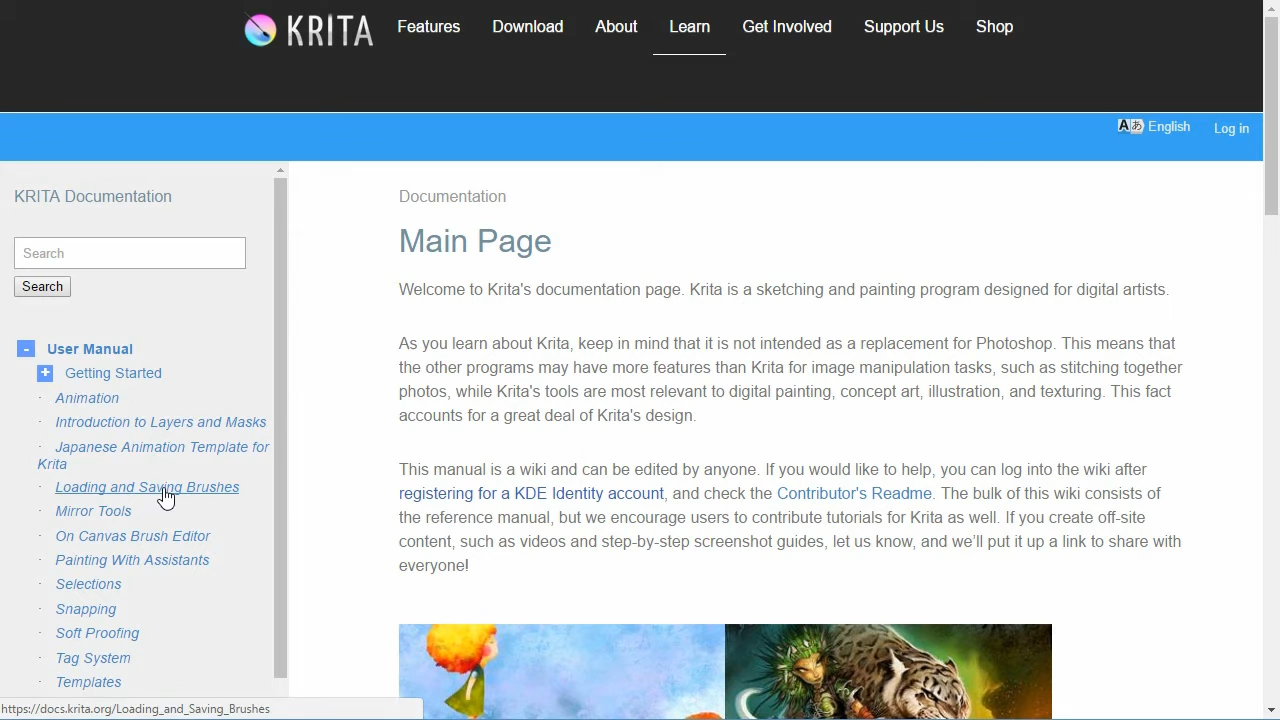 KRITA
Features
Download
About
Learn
Get Involved
Support Us
Shop
Aあ English
Log in
KRITA Documentation
Search
Search
- User Manual
+ Getting Started
· Animation
· Introduction to Layers and Masks
· Japanese Animation Template for
Krita
· Loading and Saving Brushes
· Mirror Tools
· On Canvas Brush Editor
· Painting With Assistants
· Selections
· Snapping
· Soft Proofing
· Tag System
· Templates
Documentation
Main Page
Welcome to Krita's documentation page. Krita is a sketching and painting program designed for digital artists.
As you learn about Krita, keep in mind that it is not intended as a replacement for Photoshop. This means that
the other programs may have more features than Krita for image manipulation tasks, such as stitching together
photos, while Krita's tools are most relevant to digital painting, concept art, illustration, and texturing. This fact
accounts for a great deal of Krita's design.
This manual is a wiki and can be edited by anyone. If you would like to help, you can log into the wiki after
registering for a KDE Identity account, and check the Contributor's Readme. The bulk of this wiki consists of
the reference manual, but we encourage users to contribute tutorials for Krita as well. If you create off-site
content, such as videos and step-by-step screenshot guides, let us know, and we'll put it up a link to share with
everyone!
https://docs.krita.org/Loading_and_Saving_Brushes